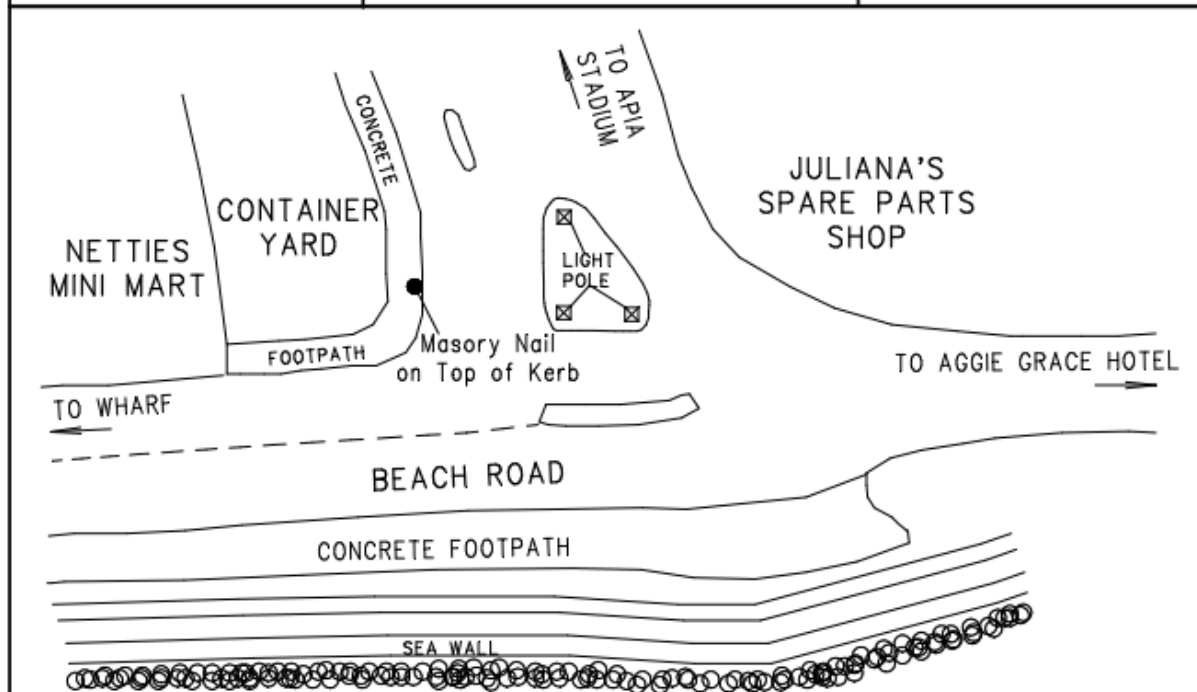 TO APIA
STADIUM
CONCRETE
JULIANA'S
SPARE PARTS
SHOP
CONTAINER
YARD
NETTIES
MINI MART
LIGHT
POLE
FOOTPATH
Masory Nail
on Top of Kerb
TO AGGIE GRACE HOTEL
TO WHARF
BEACH ROAD
CONCRETE FOOTPATH
SEA WALL